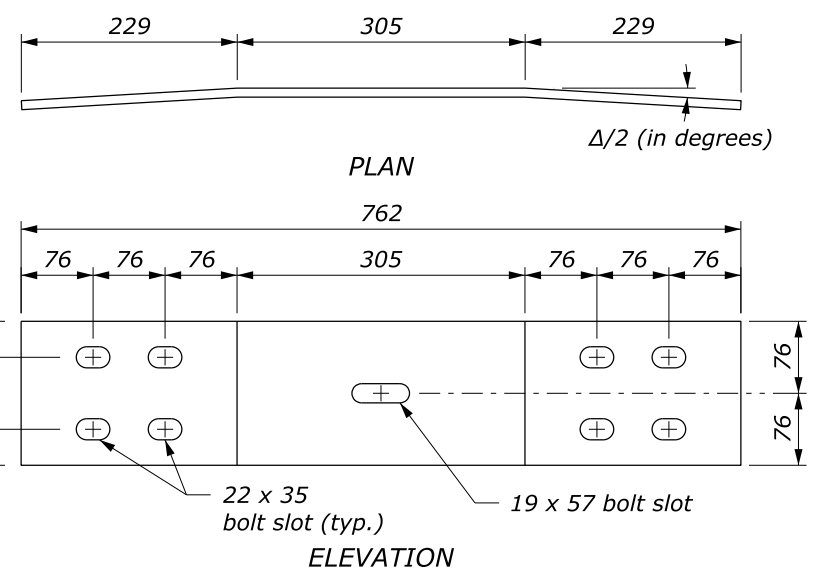 229 305 229
Δ/2 (in degrees)
PLAN
762
76 76 76 305 76 76 76
76
76
22 x 35
bolt slot (typ.)
19 x 57 bolt slot
ELEVATION